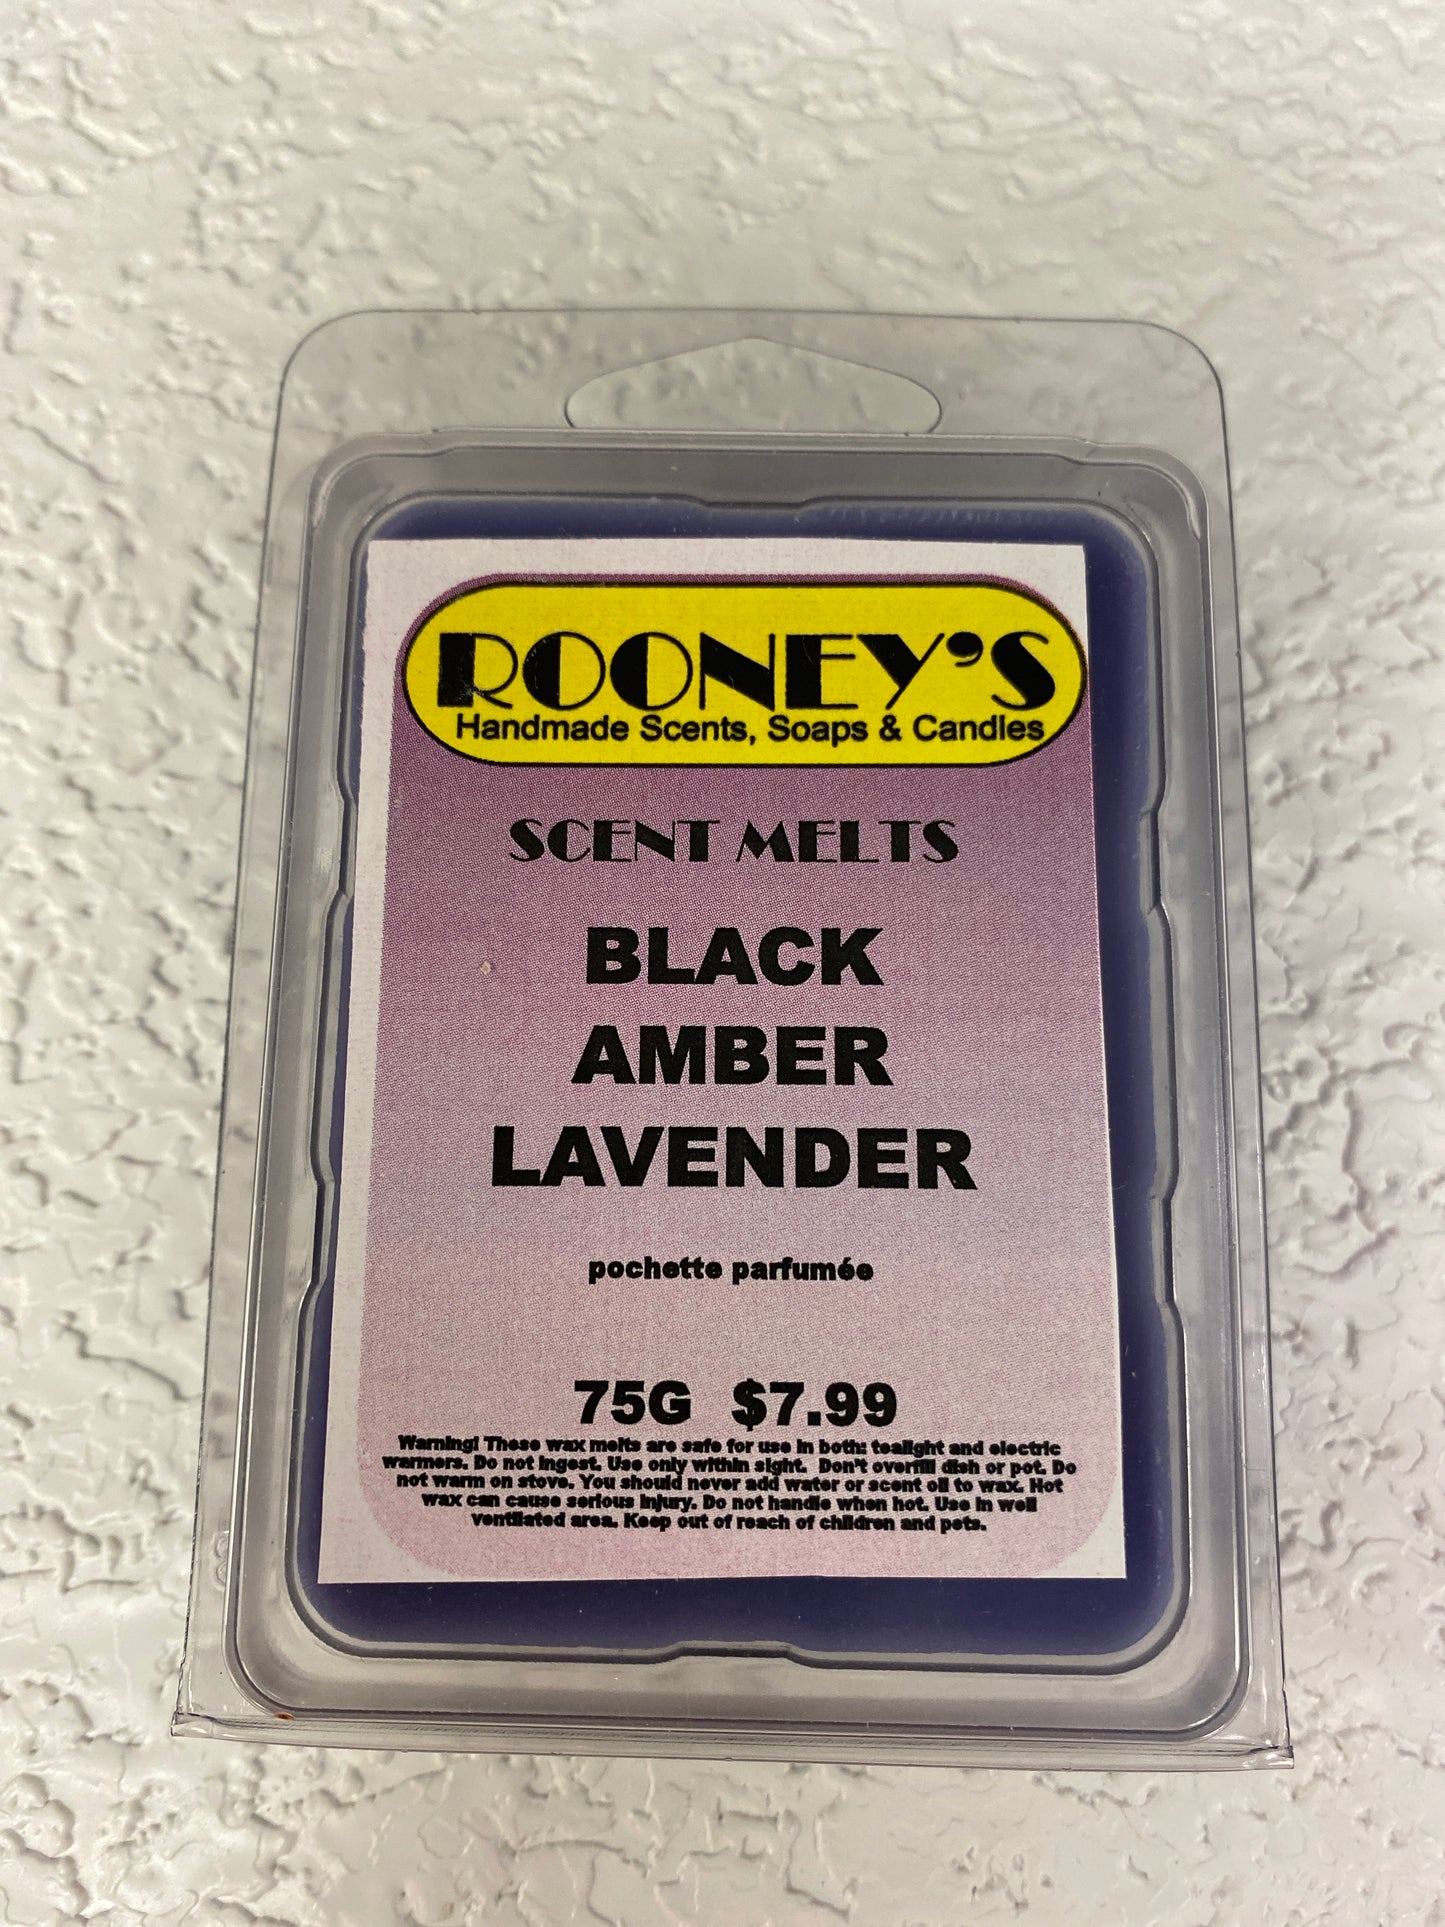 ROONEY'S
Handmade Scents, Soaps & Candles
SCENT MELTS
BLACK
AMBER
LAVENDER
pochette parfumée
75G $7.99
Warning! These wax melts are safe for use in both: tealight and electric
warmers. Do not ingest. Use only within sight. Don't overfill dish or pot. Do
not warm on stove. You should never add water or scent oil to wax. Hot
wax can cause serious injury. Do not handle when hot. Use in well
ventilated area. Keep out of reach of children and pets.